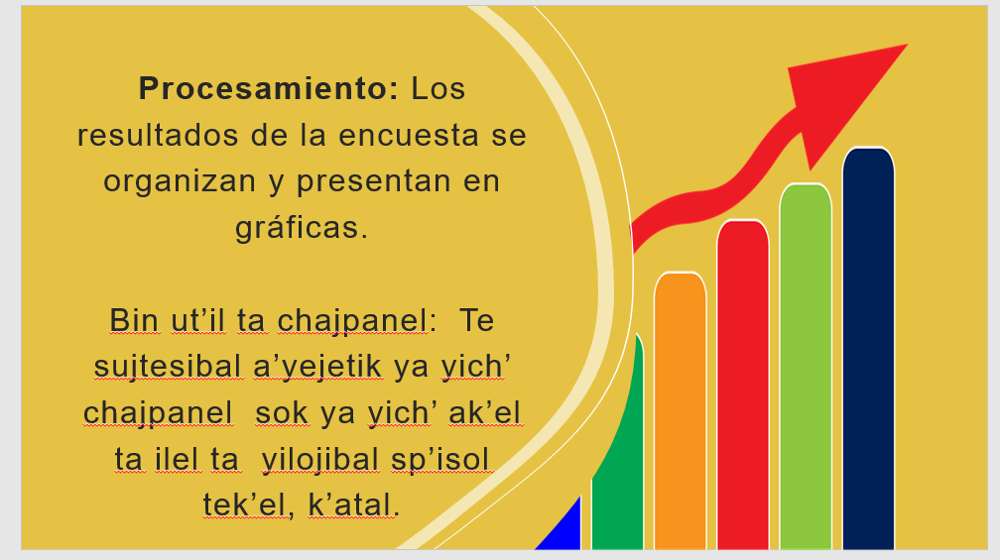 Procesamiento: Los
resultados de la encuesta se
organizan y presentan en
gráficas.
Bin ut’il ta chajpanel:  Te
sujtesibal a’yejetik ya yich’
chajpanel  sok ya yich’ ak’el
ta ilel ta  yilojibal sp’isol
tek’el, k’atal.